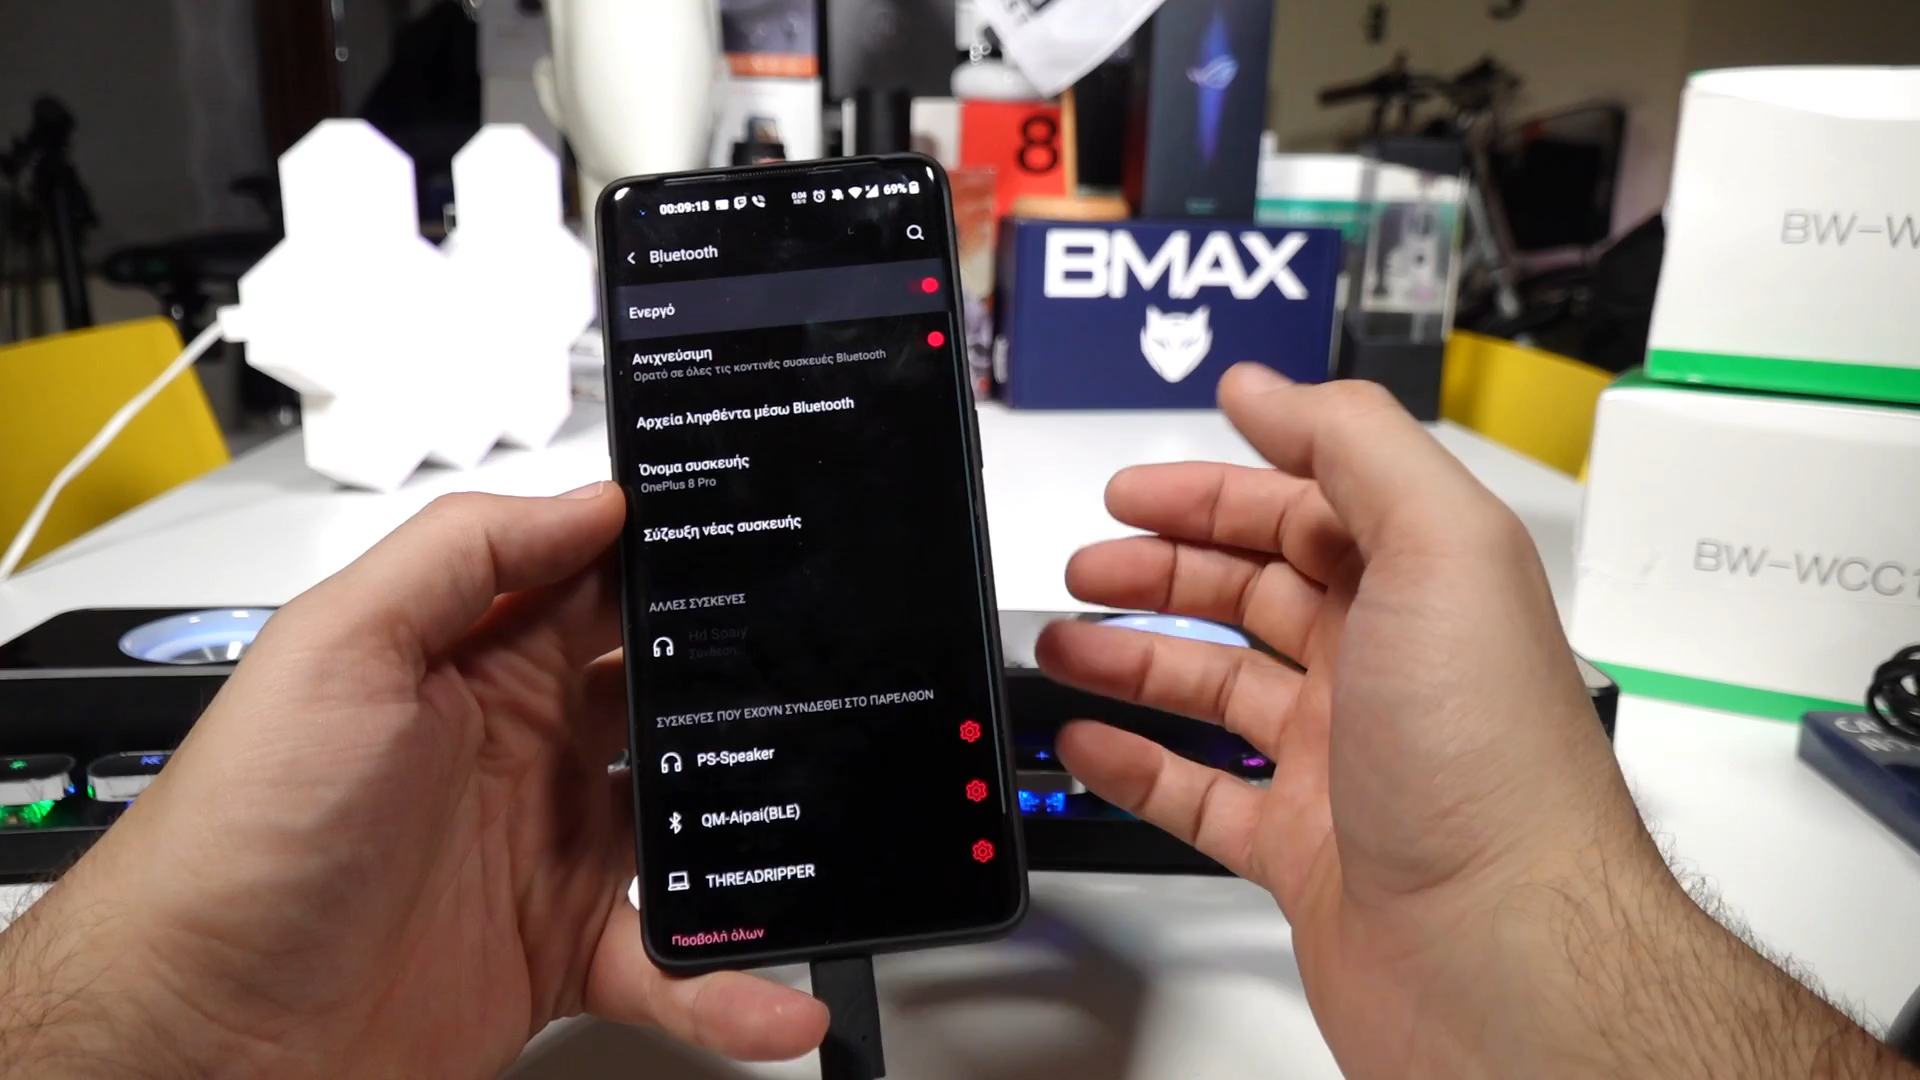 00:09:18
69%
Bluetooth
Ενεργό
Ανιχνεύσιμη
Ορατό σε όλες τις κοντινές συσκευές Bluetooth
Αρχεία ληφθέντα μέσω Bluetooth
Όνομα συσκευής
OnePlus 8 Pro
Σύζευξη νέας συσκευής
ΑΛΛΕΣ ΣΥΣΚΕΥΕΣ
Σύνδεση...
ΣΥΣΚΕΥΕΣ ΠΟΥ ΕΧΟΥΝ ΣΥΝΔΕΘΕΙ ΣΤΟ ΠΑΡΕΛΘΟΝ
PS-Speaker
QM-Aipai(BLE)
THREADRIPPER
Προβολή όλων
8
BMAX
BW-W
BW-WCC1